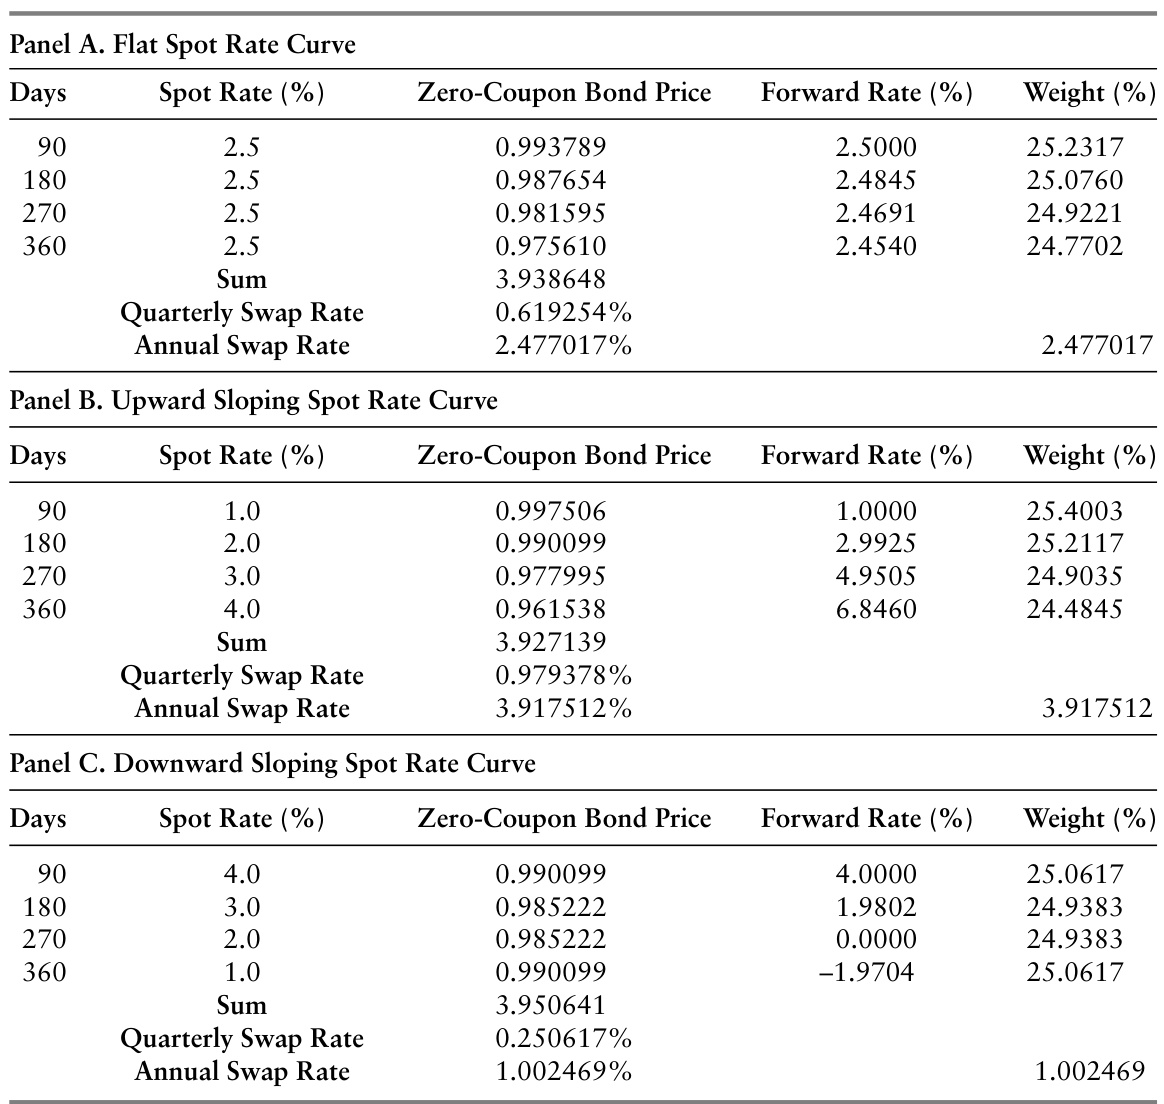 Panel A. Flat Spot Rate Curve
Days Spot Rate (%) Zero-Coupon Bond Price Forward Rate (%) Weight (%)
90 2.5 0.993789 2.5000 25.2317
180 2.5 0.987654 2.4845 25.0760
270 2.5 0.981595 2.4691 24.9221
360 2.5 0.975610 2.4540 24.7702
Sum 3.938648
Quarterly Swap Rate 0.619254%
Annual Swap Rate 2.477017% 2.477017
Panel B. Upward Sloping Spot Rate Curve
Days Spot Rate (%) Zero-Coupon Bond Price Forward Rate (%) Weight (%)
90 1.0 0.997506 1.0000 25.4003
180 2.0 0.990099 2.9925 25.2117
270 3.0 0.977995 4.9505 24.9035
360 4.0 0.961538 6.8460 24.4845
Sum 3.927139
Quarterly Swap Rate 0.979378%
Annual Swap Rate 3.917512% 3.917512
Panel C. Downward Sloping Spot Rate Curve
Days Spot Rate (%) Zero-Coupon Bond Price Forward Rate (%) Weight (%)
90 4.0 0.990099 4.0000 25.0617
180 3.0 0.985222 1.9802 24.9383
270 2.0 0.985222 0.0000 24.9383
360 1.0 0.990099 –1.9704 25.0617
Sum 3.950641
Quarterly Swap Rate 0.250617%
Annual Swap Rate 1.002469% 1.002469